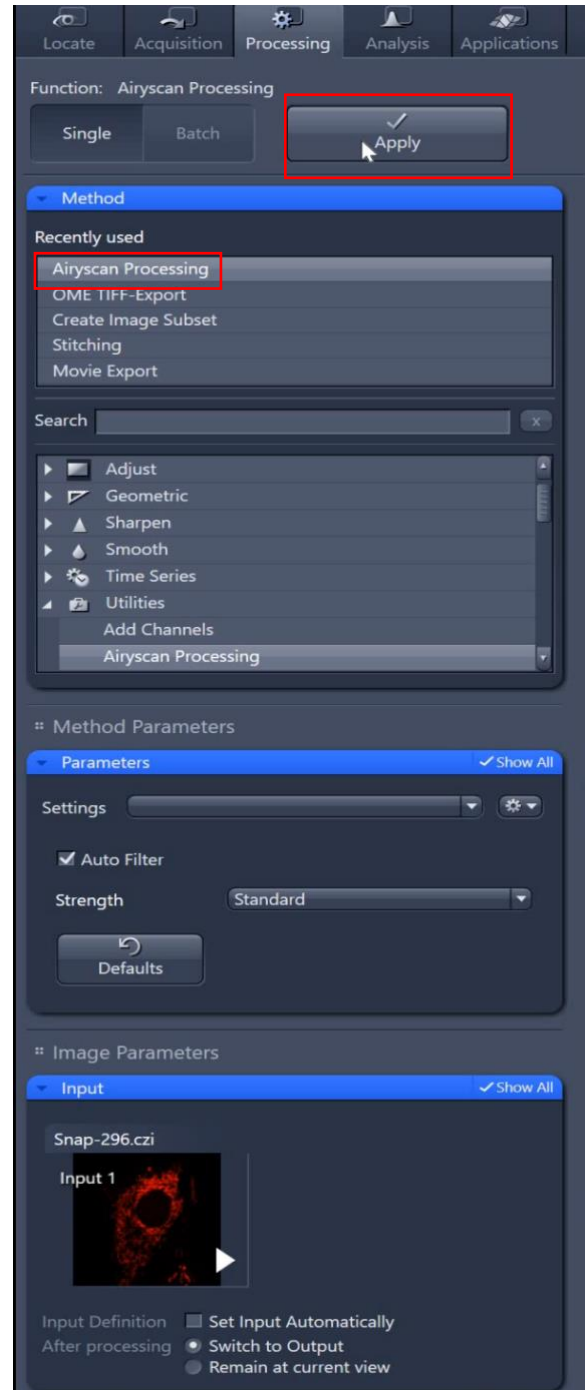 Locate Acquisition Processing Analysis Applications
Function: Airyscan Processing
Single Batch Apply
Method
Recently used
Airyscan Processing
OME TIFF-Export
Create Image Subset
Stitching
Movie Export
Search x
Adjust
Geometric
Sharpen
Smooth
Time Series
Utilities
Add Channels
Airyscan Processing
Method Parameters
Parameters Show All
Settings
Auto Filter
Strength Standard
Defaults
Image Parameters
Input Show All
Snap-296.czi
Input 1
Input Definition Set Input Automatically
After processing Switch to Output
Remain at current view